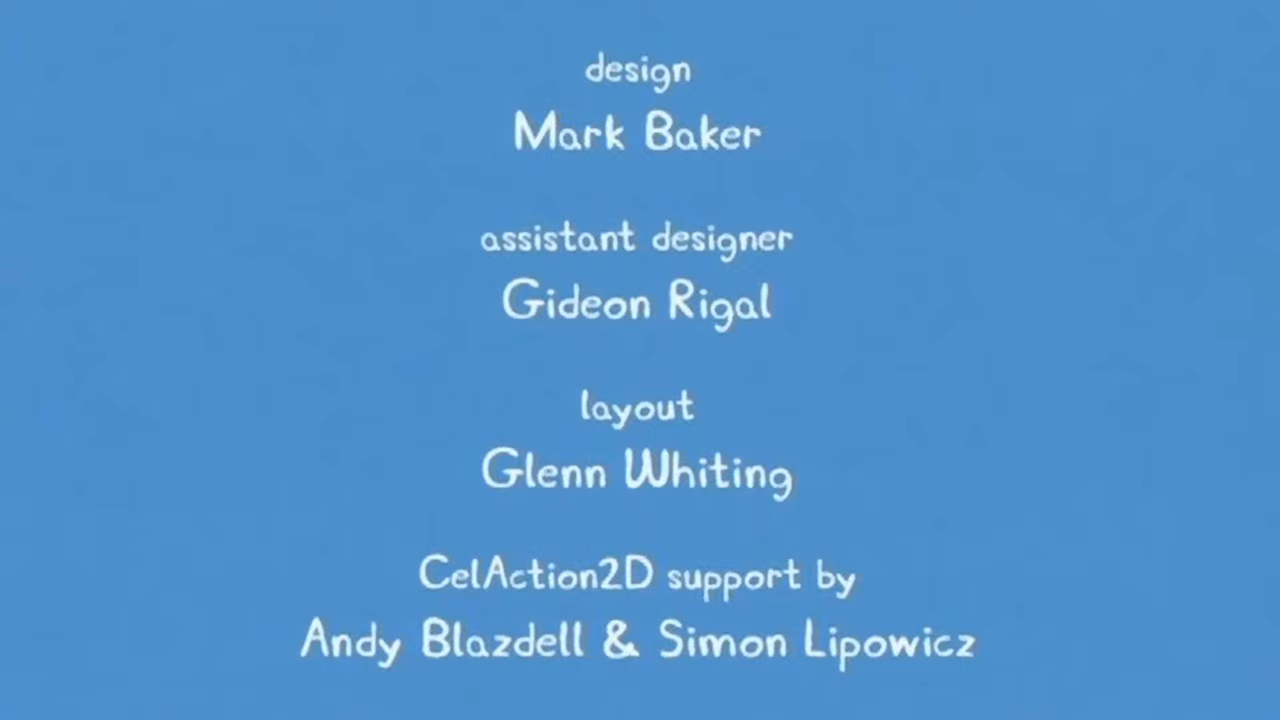 design
Mark Baker
assistant designer
Gideon Rigal
layout
Glenn Whiting
CelAction2D support by
Andy Blazdell & Simon Lipowicz